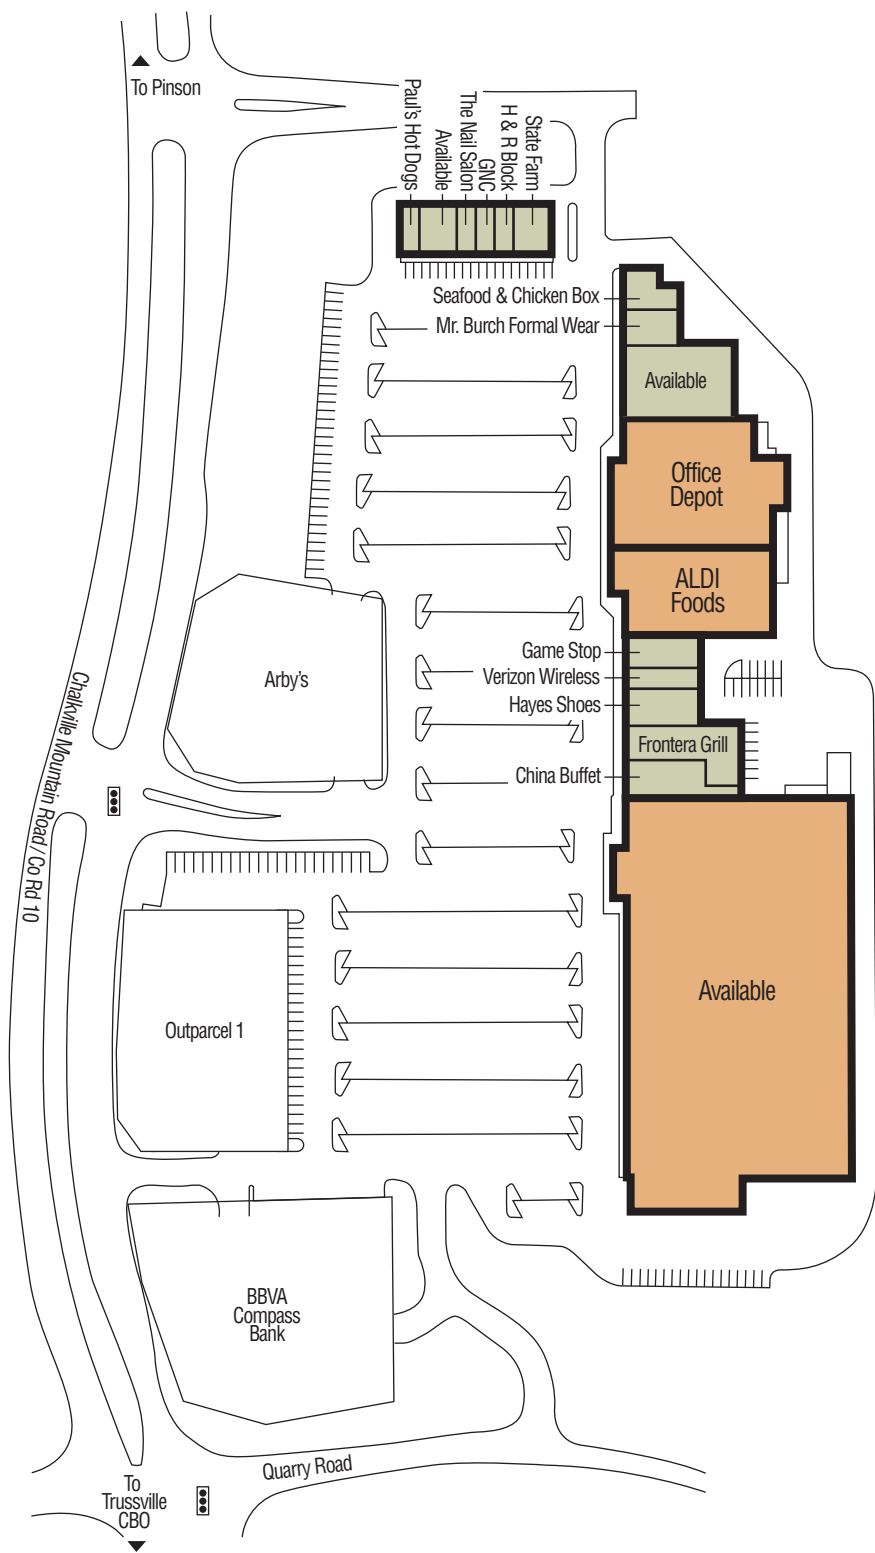 To Pinson
Paul's Hot Dogs
Available
The Nail Salon
GNC
H & R Block
State Farm
Seafood & Chicken Box
Mr. Burch Formal Wear
Available
Office
Depot
ALDI
Foods
Game Stop
Verizon Wireless
Hayes Shoes
Frontera Grill
China Buffet
Arby's
Chalkville Mountain Road / Co Rd 10
Available
Outparcel 1
BBVA
Compass
Bank
Quarry Road
To
Trussville
CBO